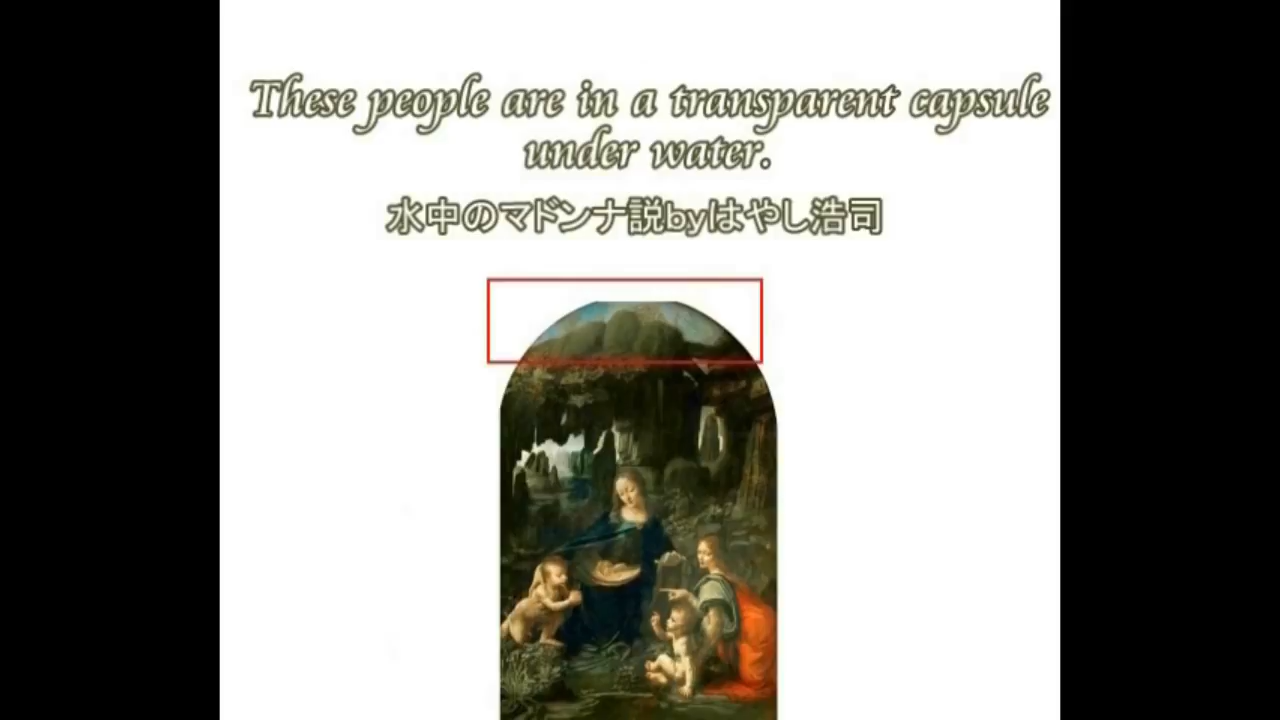 These people are in a transparent capsule
under water.
水中のマドンナ説byはやし浩司